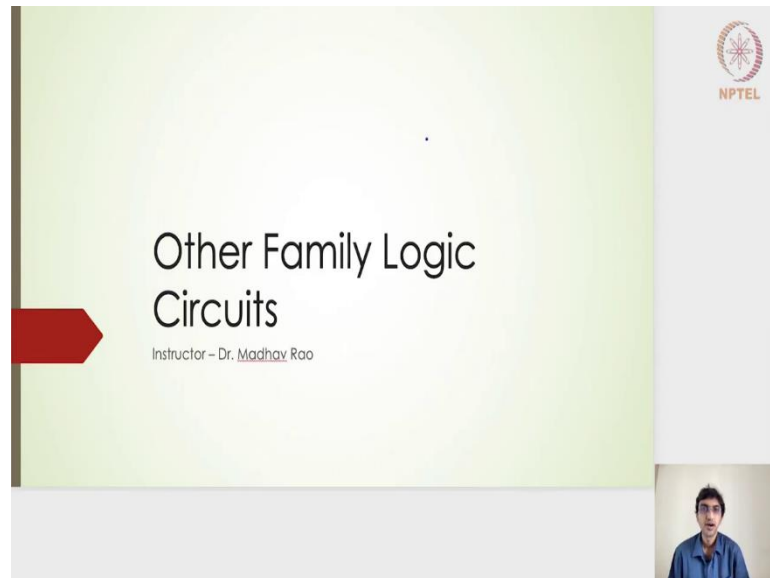 NPTEL
Other Family Logic
Circuits
Instructor – Dr. Madhav Rao